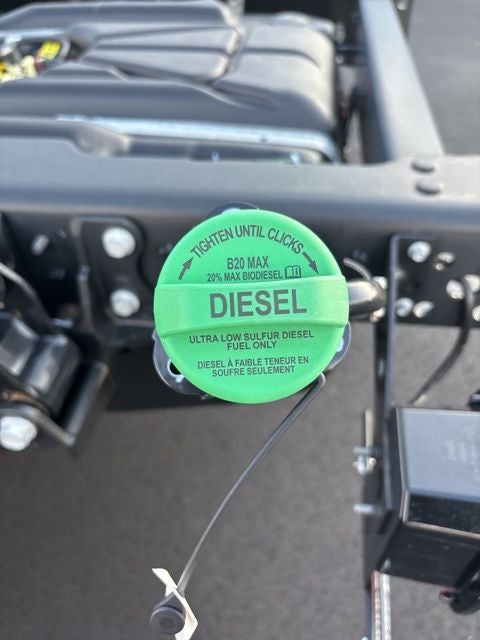 TIGHTEN UNTIL CLICKS
B20 MAX
20% MAX BIODIESEL
DIESEL
ULTRA LOW SULFUR DIESEL
FUEL ONLY
DIESEL À FAIBLE TENEUR EN
SOUFRE SEULEMENT